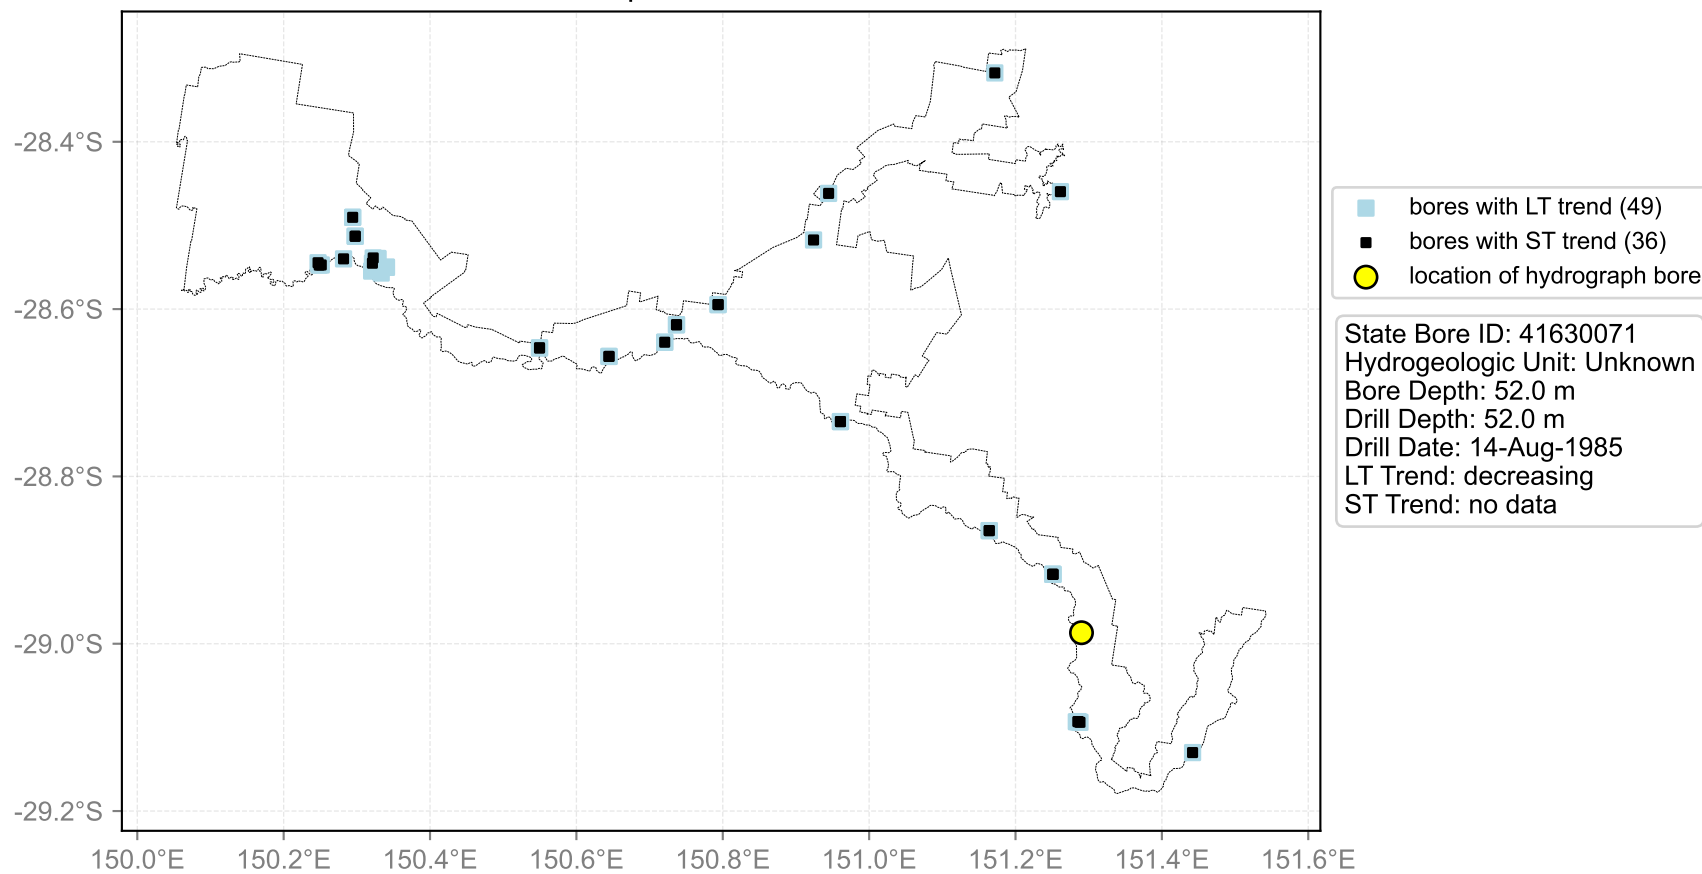 -28.4°S
-28.6°S
-28.8°S
-29.0°S
-29.2°S
150.0°E
150.2°E
150.4°E
150.6°E
150.8°E
151.0°E
151.2°E
151.4°E
151.6°E
bores with LT trend (49)
bores with ST trend (36)
location of hydrograph bore
State Bore ID: 41630071
Hydrogeologic Unit: Unknown
Bore Depth: 52.0 m
Drill Depth: 52.0 m
Drill Date: 14-Aug-1985
LT Trend: decreasing
ST Trend: no data